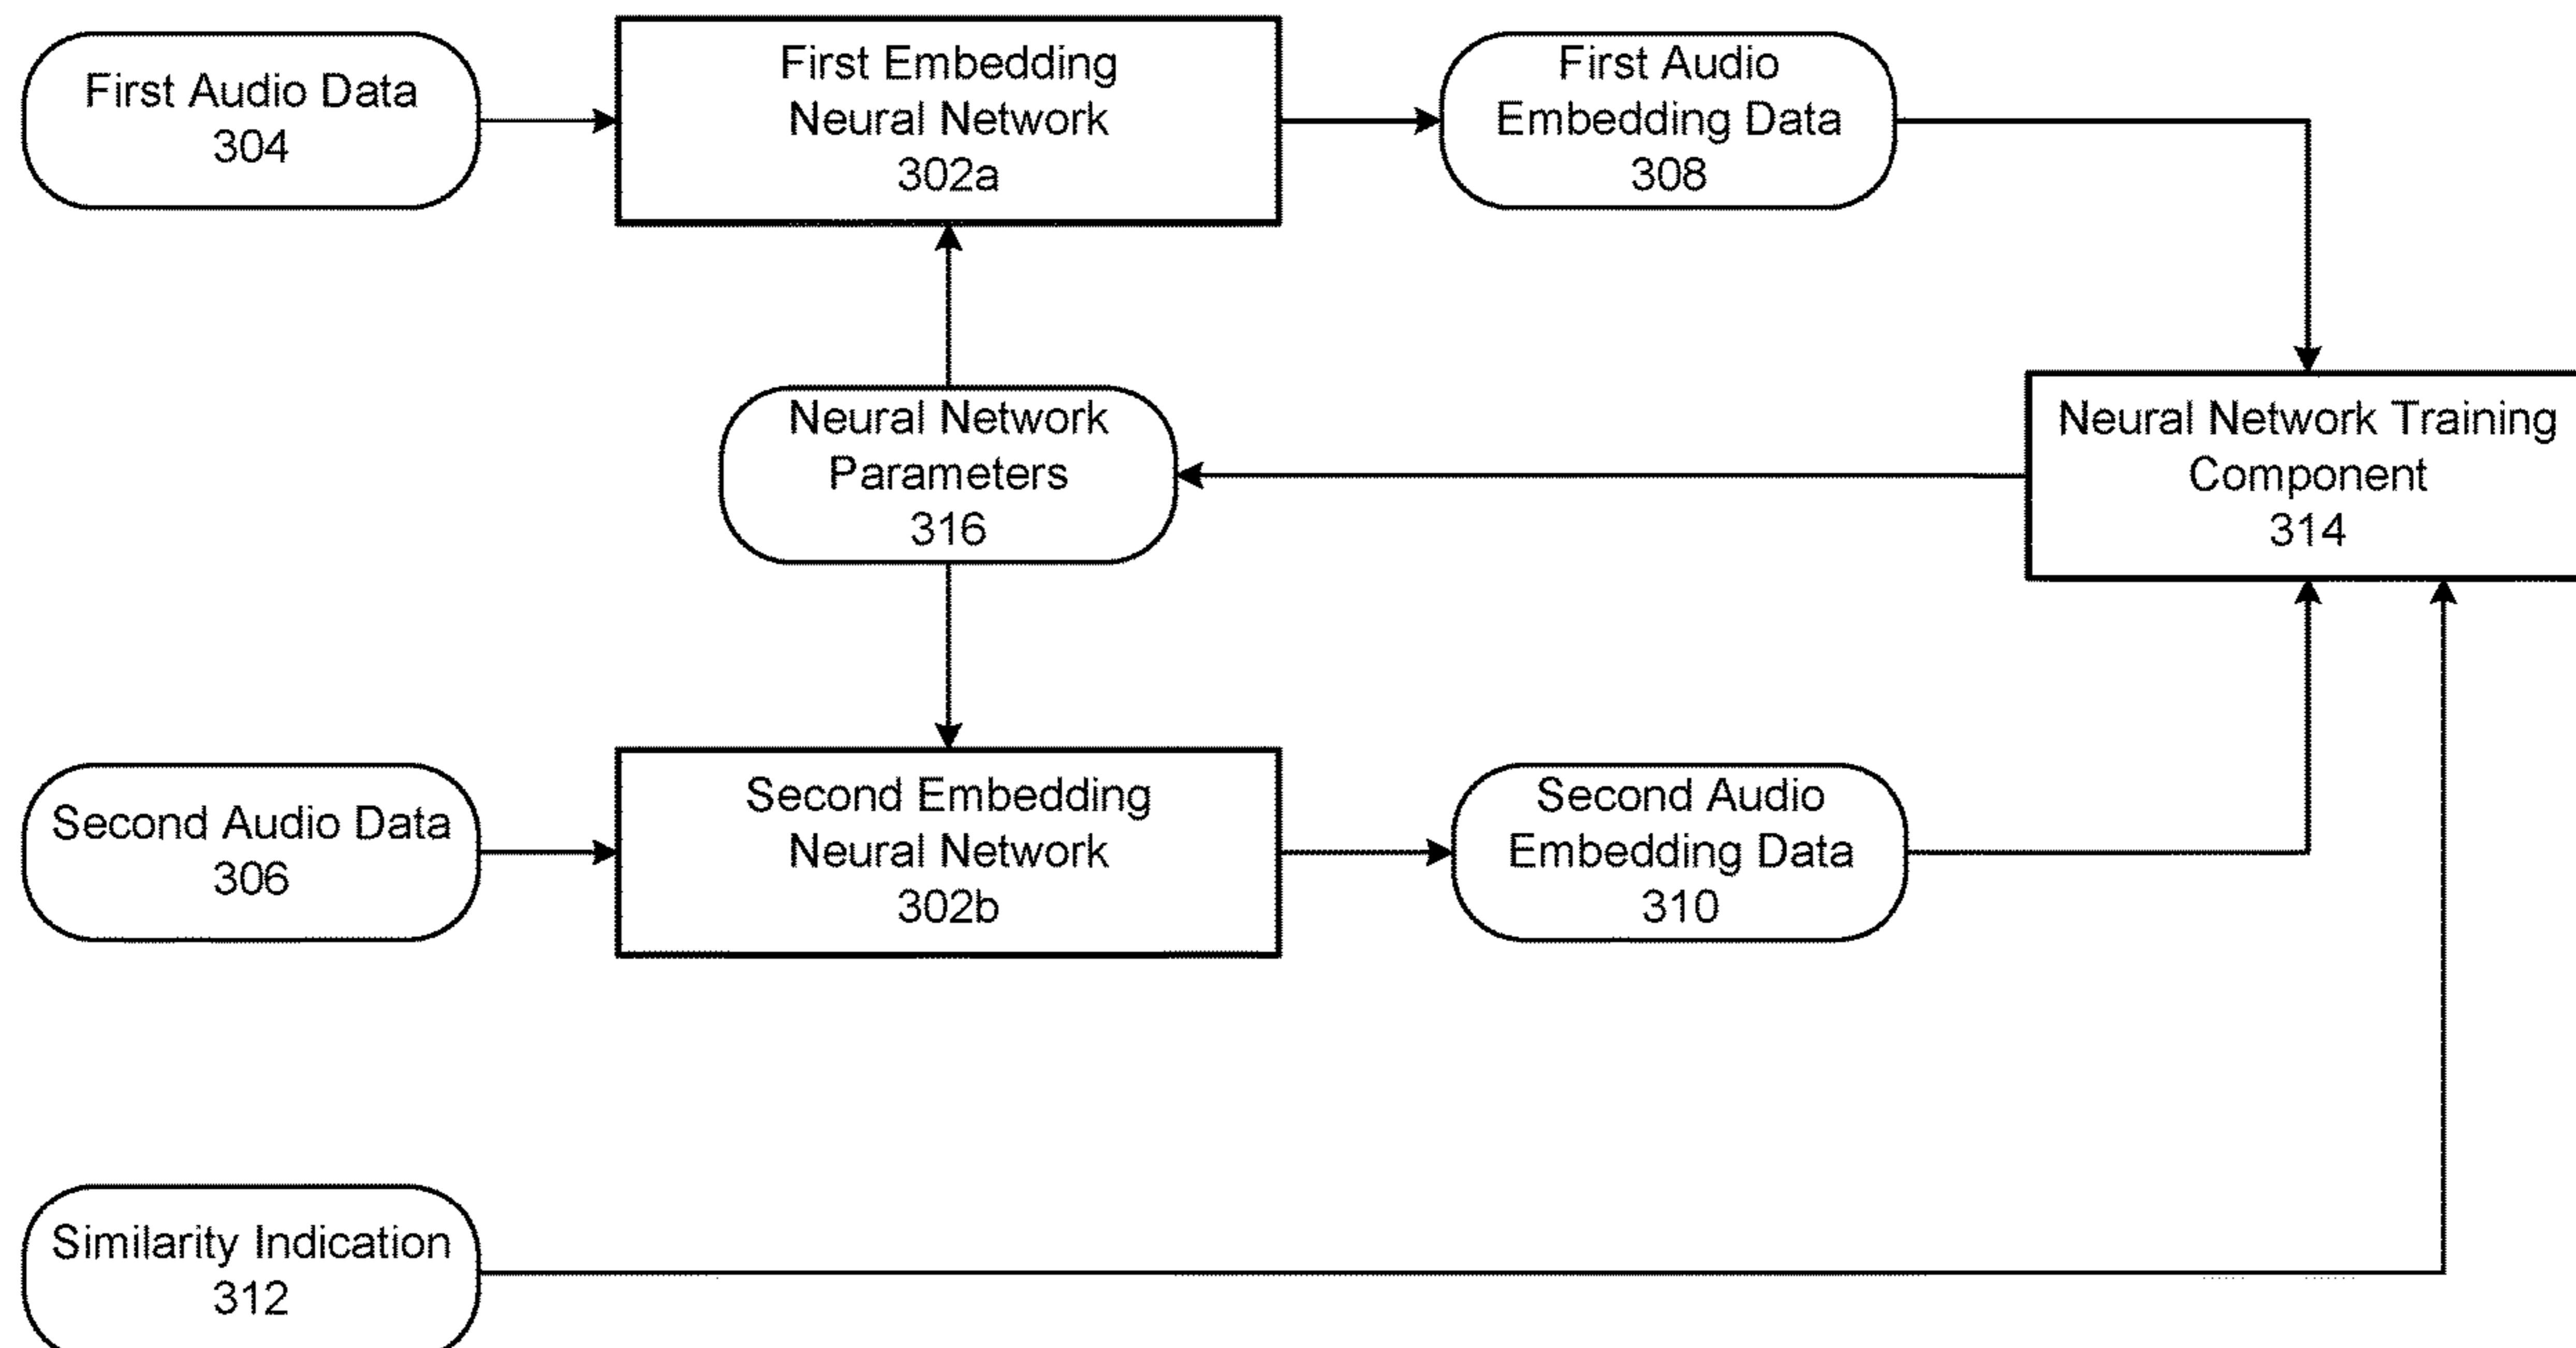 First Audio Data
304
First Embedding
Neural Network
302a
First Audio
Embedding Data
308
Neural Network
Parameters
316
Neural Network Training
Component
314
Second Audio Data
306
Second Embedding
Neural Network
302b
Second Audio
Embedding Data
310
Similarity Indication
312